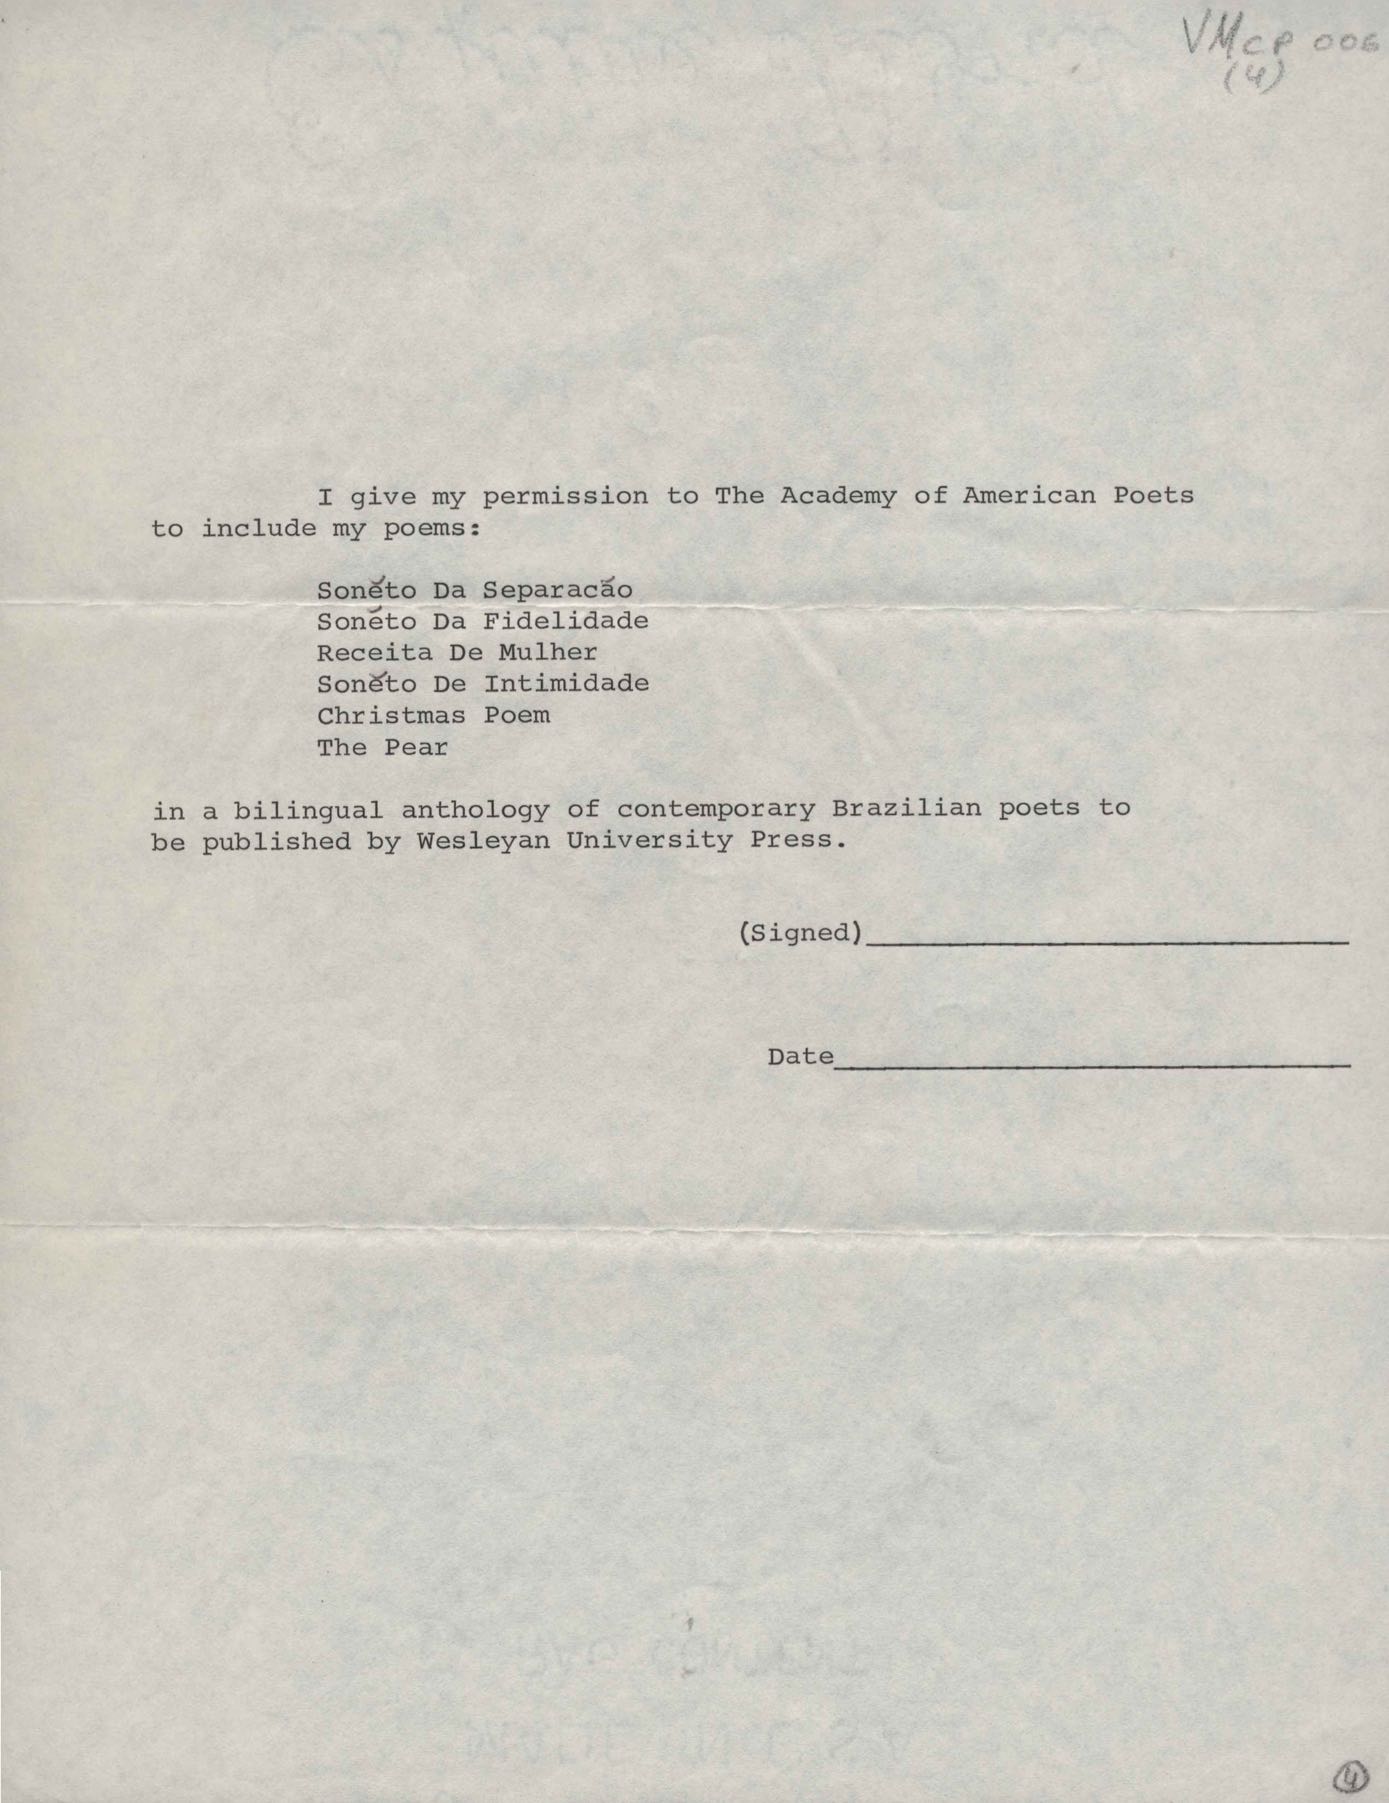 VMcp 006
(4)
I give my permission to The Academy of American Poets
to include my poems:
Sonĕto Da Separacăo
Sonéto Da Fidelidade
Receita De Mulher
Sonĕto De Intimidade
Christmas Poem
The Pear
in a bilingual anthology of contemporary Brazilian poets to
be published by Wesleyan University Press.
(Signed)
Date
4